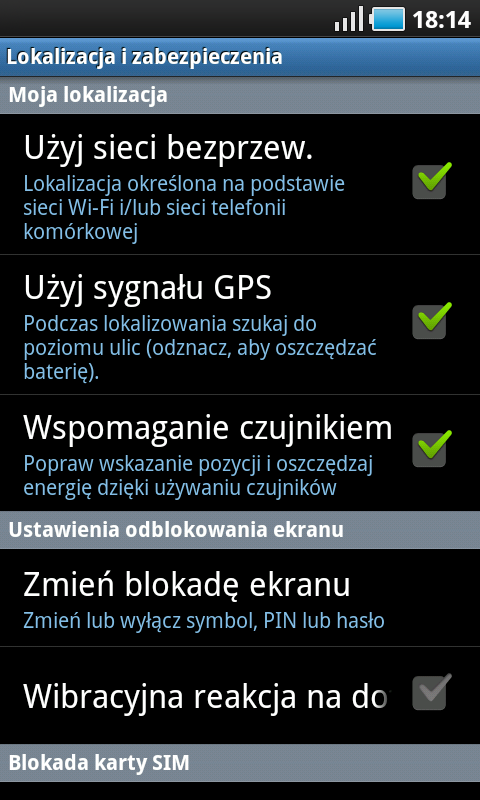 18:14
Lokalizacja i zabezpieczenia
Moja lokalizacja
Użyj sieci bezprzew.
Lokalizacja określona na podstawie
sieci Wi-Fi i/lub sieci telefonii
komórkowej
Użyj sygnału GPS
Podczas lokalizowania szukaj do
poziomu ulic (odznacz, aby oszczędzać
baterię).
Wspomaganie czujnikiem
Popraw wskazanie pozycji i oszczędzaj
energię dzięki używaniu czujników
Ustawienia odblokowania ekranu
Zmień blokadę ekranu
Zmień lub wyłącz symbol, PIN lub hasło
Wibracyjna reakcja na do
Blokada karty SIM